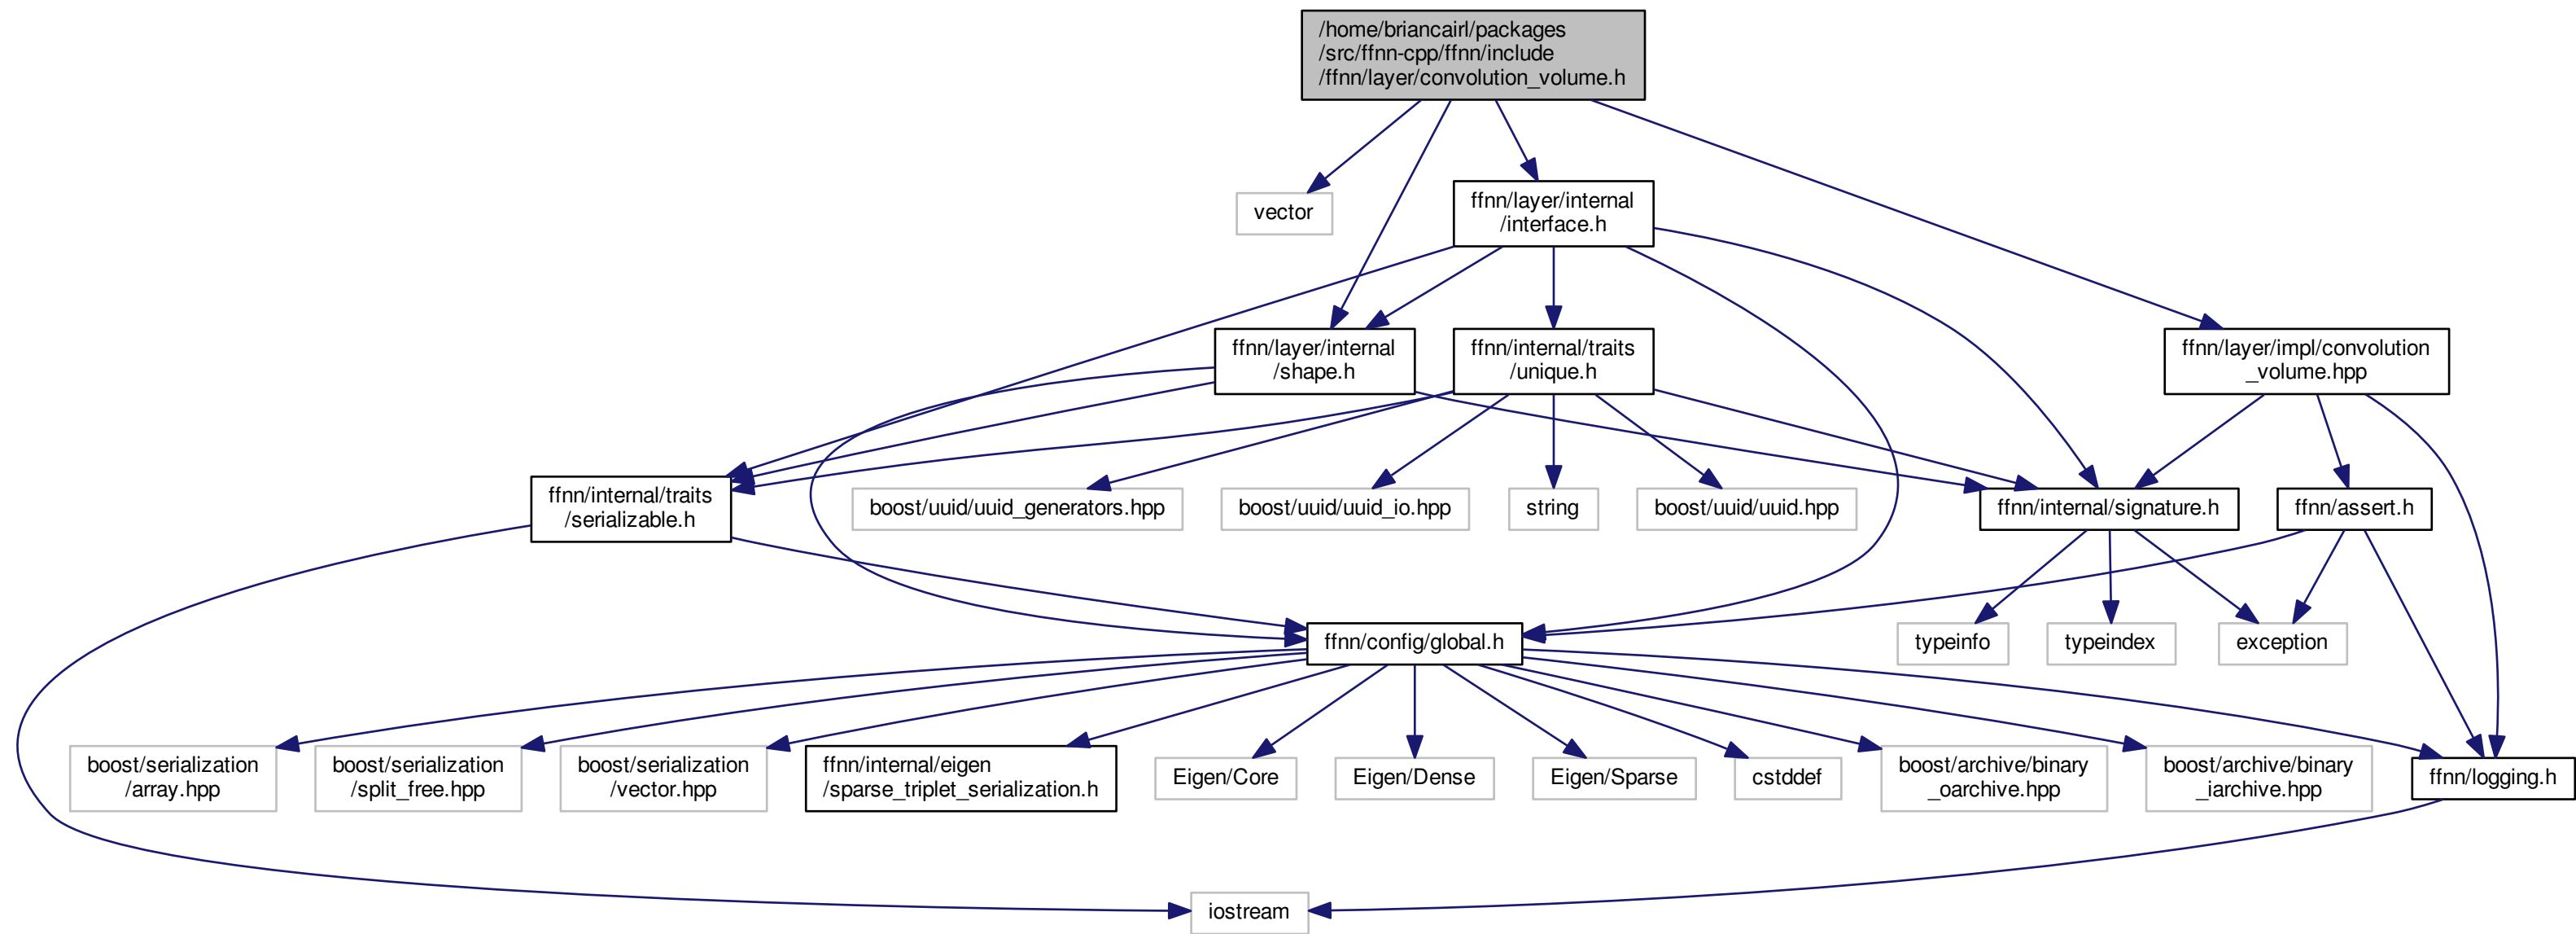 /home/briancairl/packages
/src/ffnn-cpp/ffnn/include
/ffnn/layer/convolution_volume.h
vector
ffnn/layer/internal
/interface.h
ffnn/layer/internal
/shape.h
ffnn/internal/traits
/unique.h
ffnn/layer/impl/convolution
_volume.hpp
ffnn/internal/traits
/serializable.h
boost/uuid/uuid_generators.hpp
boost/uuid/uuid_io.hpp
string
boost/uuid/uuid.hpp
ffnn/internal/signature.h
ffnn/assert.h
ffnn/config/global.h
typeinfo
typeindex
exception
boost/serialization
/array.hpp
boost/serialization
/split_free.hpp
boost/serialization
/vector.hpp
ffnn/internal/eigen
/sparse_triplet_serialization.h
Eigen/Core
Eigen/Dense
Eigen/Sparse
cstddef
boost/archive/binary
_oarchive.hpp
boost/archive/binary
_iarchive.hpp
ffnn/logging.h
iostream